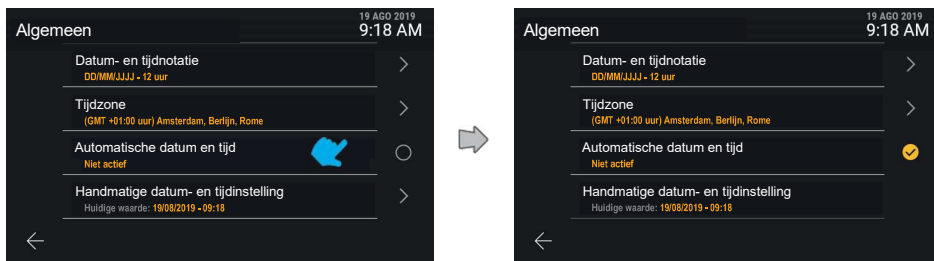 19 AGO 2019
Algemeen
9:18 AM
Datum- en tijdnotatie
DD/MM/JJJJ - 12 uur
Tijdzone
(GMT +01:00 uur) Amsterdam, Berlijn, Rome
Automatische datum en tijd
Niet actief
Handmatige datum- en tijdinstelling
Huidige waarde: 19/08/2019 - 09:18
19 AGO 2019
Algemeen
9:18 AM
Datum- en tijdnotatie
DD/MM/JJJJ - 12 uur
Tijdzone
(GMT +01:00 uur) Amsterdam, Berlijn, Rome
Automatische datum en tijd
Niet actief
Handmatige datum- en tijdinstelling
Huidige waarde: 19/08/2019 - 09:18